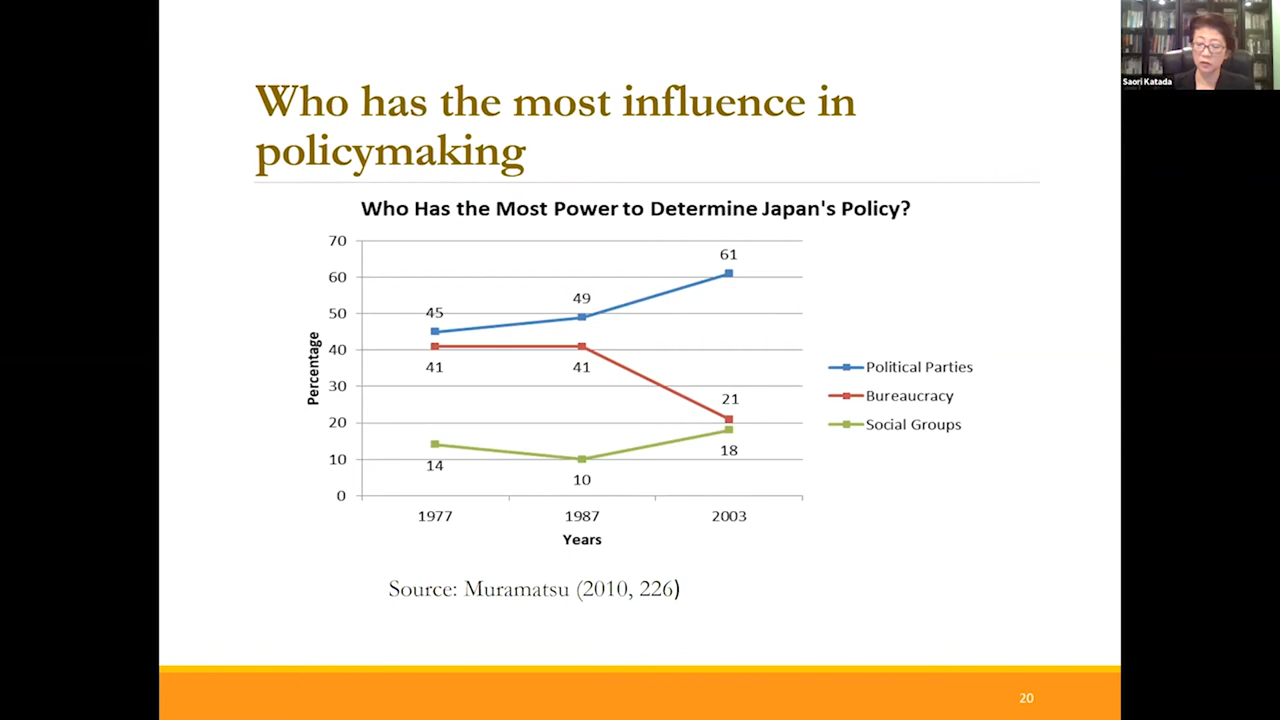 Saori Katada
Who has the most influence in
policymaking
Who Has the Most Power to Determine Japan's Policy?
Percentage
70
60
50
40
30
20
10
0
45
49
61
41
41
21
14
10
18
1977
1987
2003
Years
Political Parties
Bureaucracy
Social Groups
Source: Muramatsu (2010, 226)
20